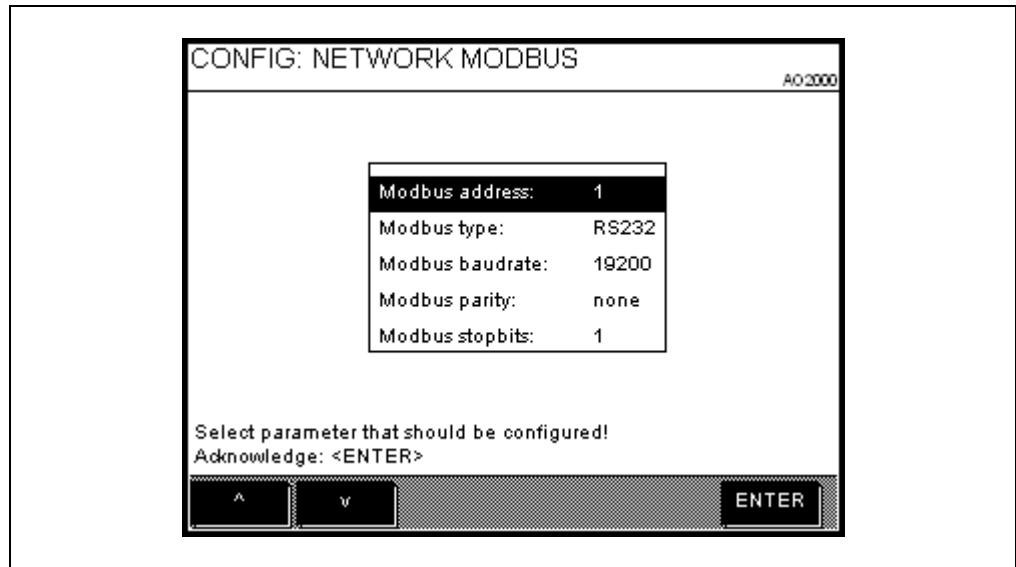 CONFIG: NETWORK MODBUS
AO2000
Modbus address: 1
Modbus type: RS232
Modbus baudrate: 19200
Modbus parity: none
Modbus stopbits: 1
Select parameter that should be configured!
Acknowledge: <ENTER>
^ v ENTER